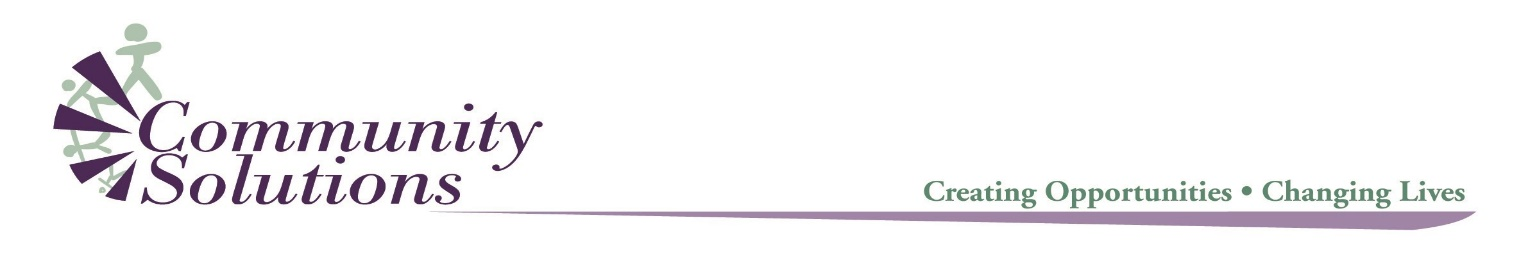 Community
Solutions
Creating Opportunities • Changing Lives